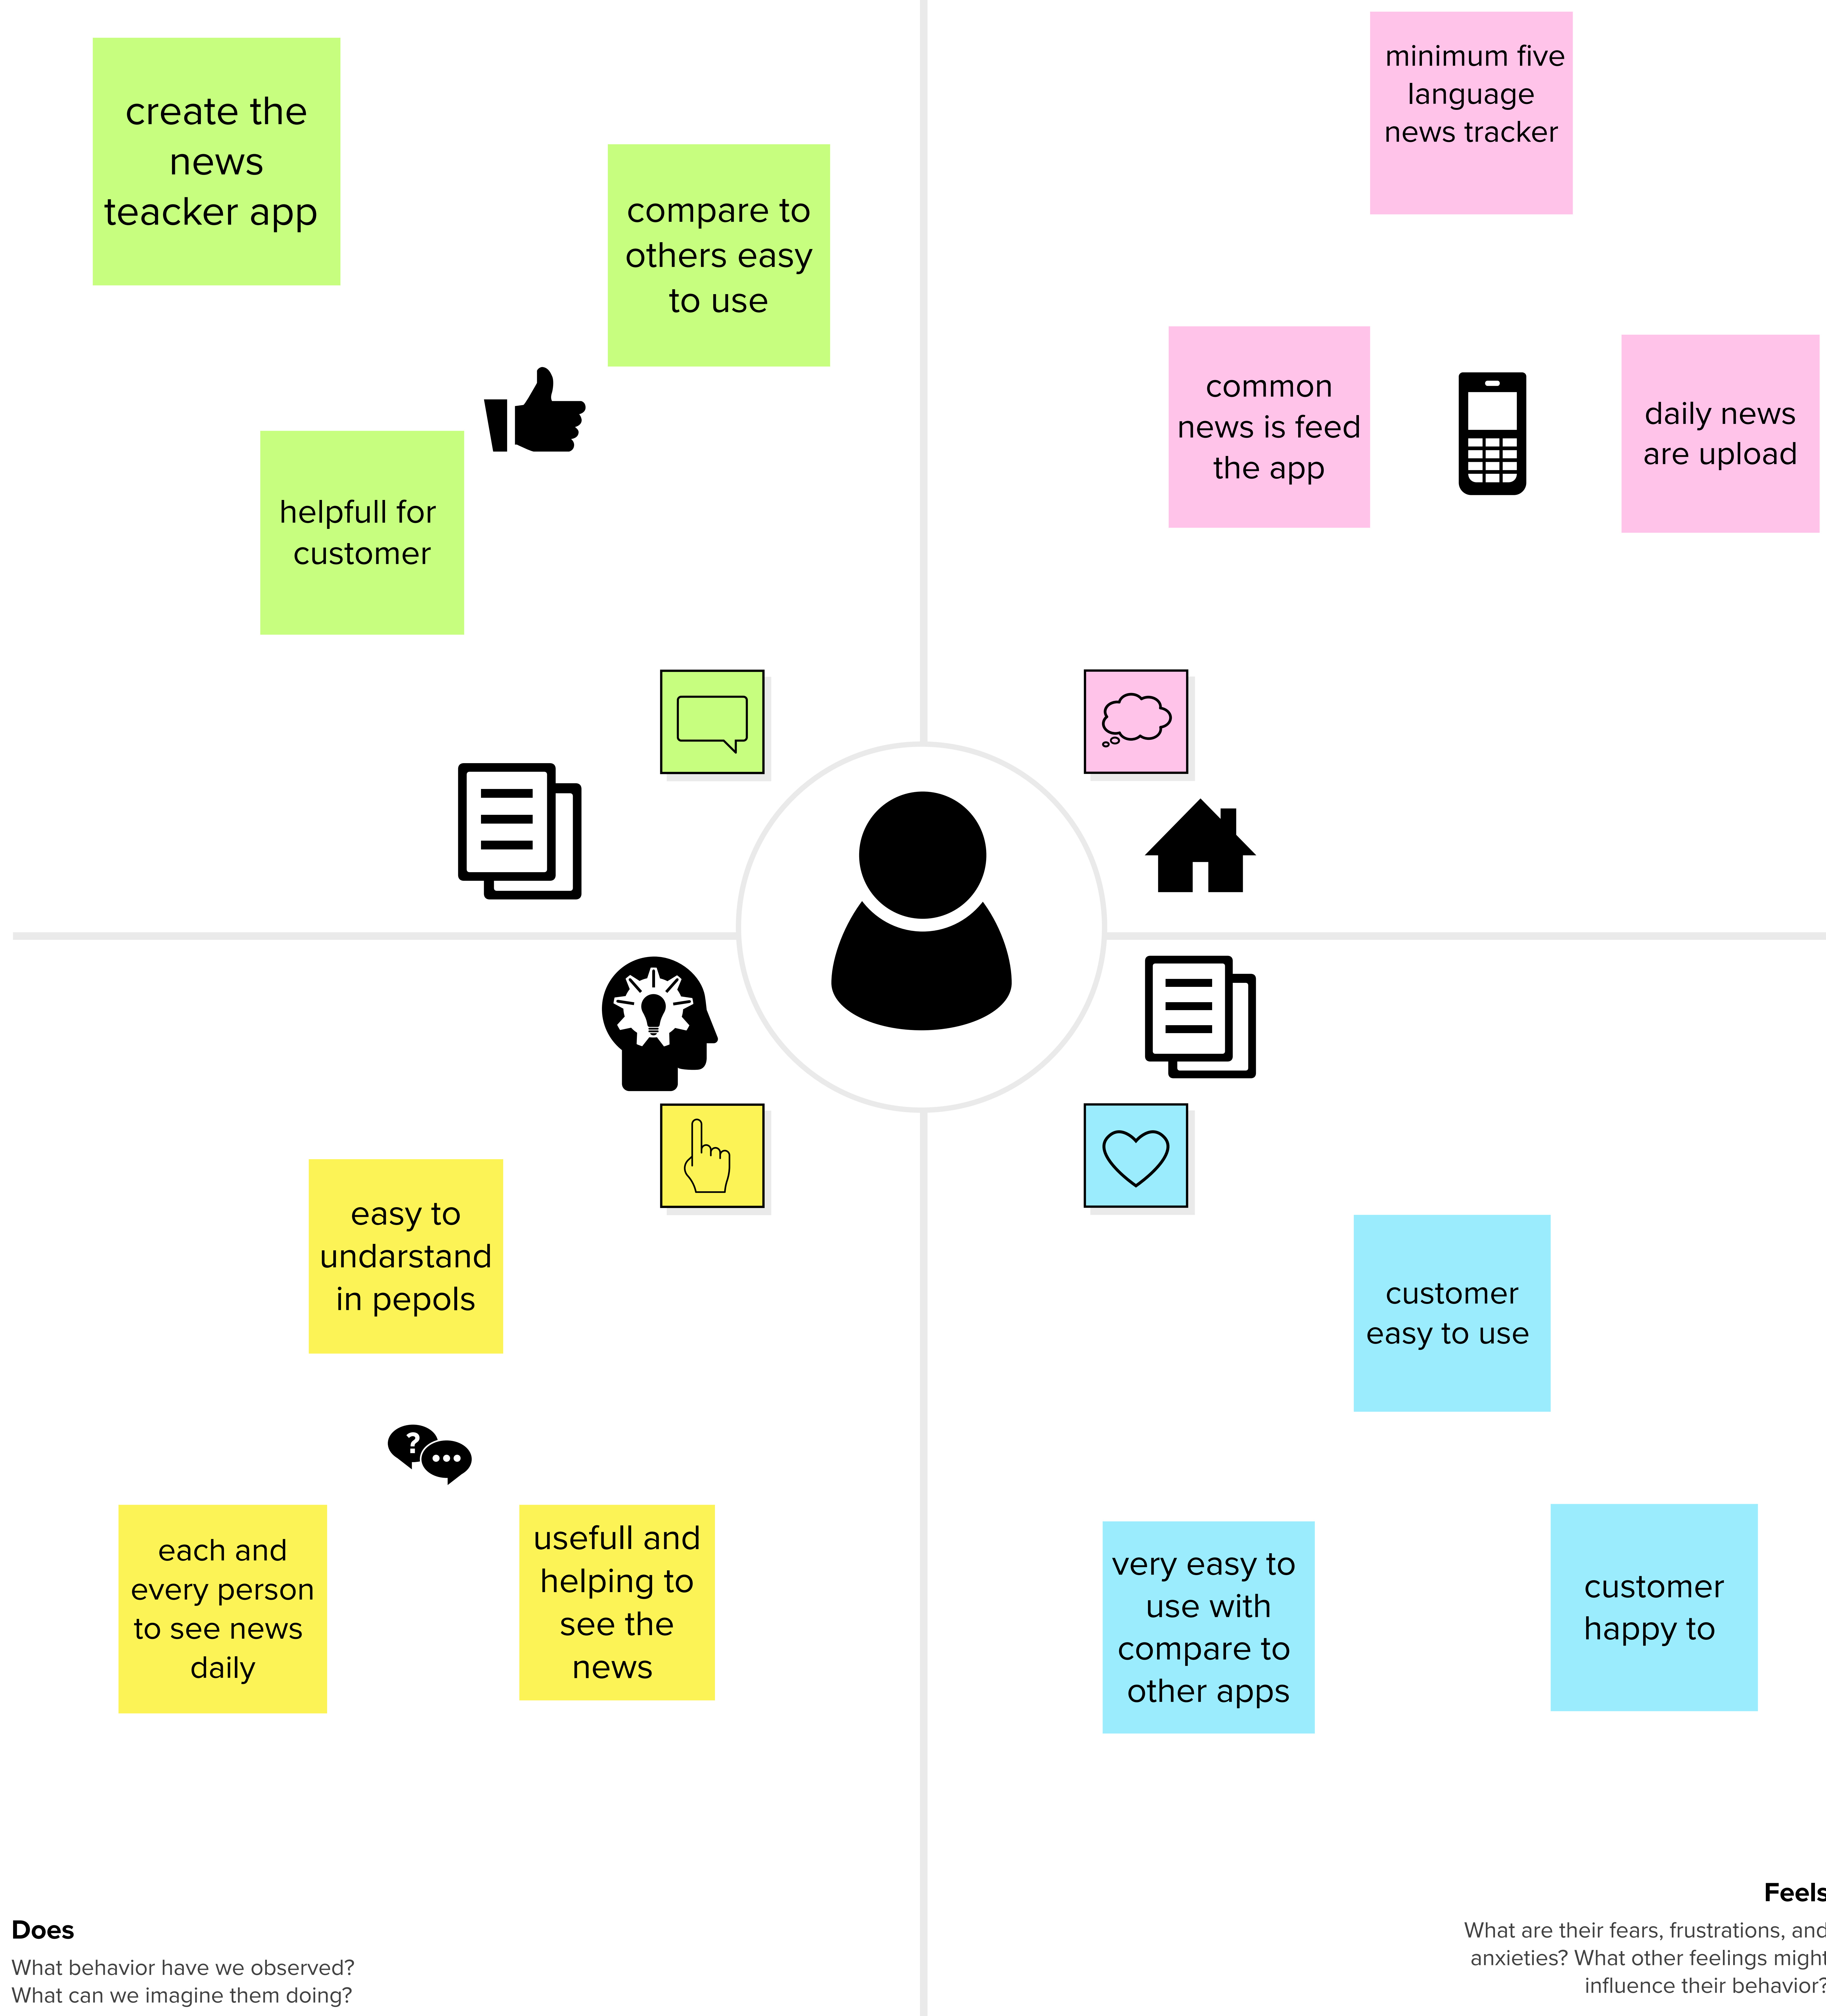 create the
news
teacker app
compare to
others easy
to use
helpfull for
customer
minimum five
language
news tracker
common
news is feed
the app
daily news
are upload
easy to
undarstand
in pepols
?
each and
every person
to see news
daily
usefull and
helping to
see the
news
customer
easy to use
very easy to
use with
compare to
other apps
customer
happy to
Does
What behavior have we observed?
What can we imagine them doing?
Feels
What are their fears, frustrations, and
anxieties? What other feelings might
influence their behavior?